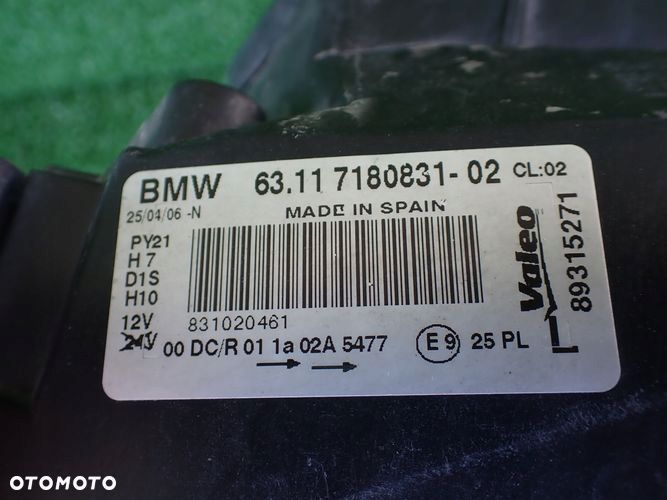 BMW 63.11 7180831-02 CL:02
25/04/06 -N MADE IN SPAIN
PY21
H7
D1S
H10
12V 831020461
24V 00 DC/R 01 1a 02A 5477 E9 25 PL
Valeo
89315271
L
OTOMOTO
OTOMOTO